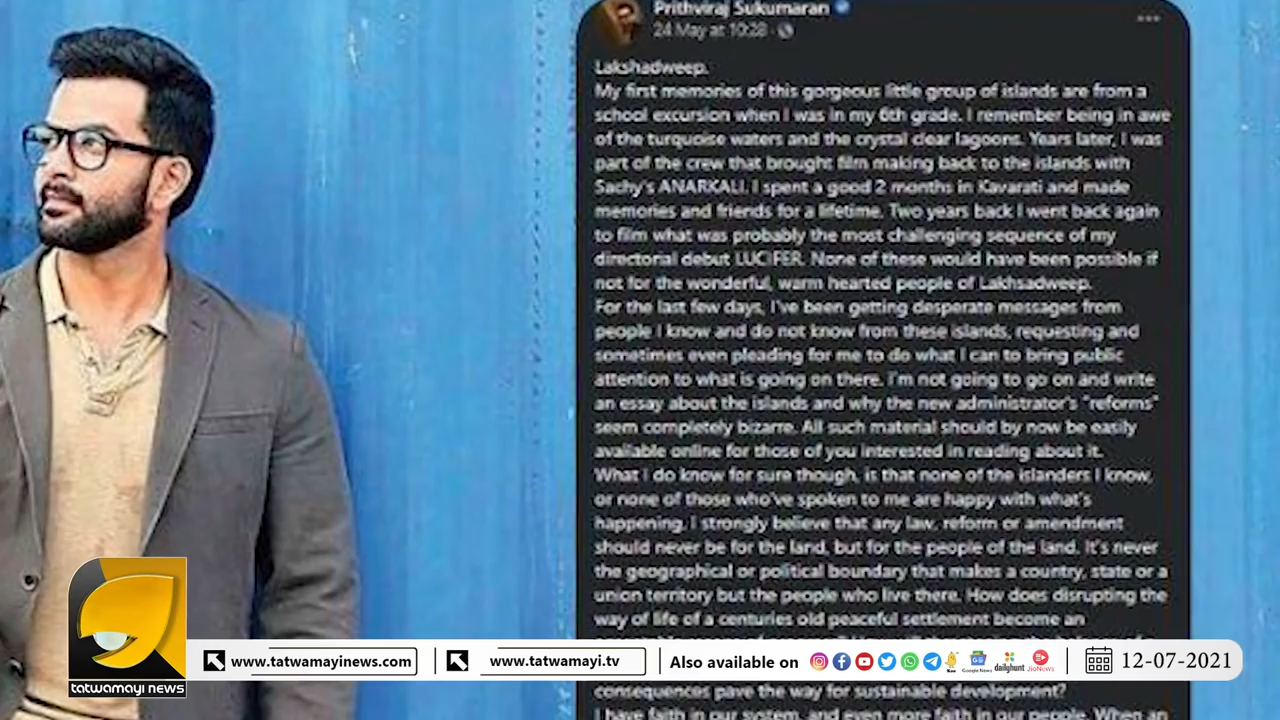 Prithviraj Sukumaran
24 May at 10:28
Lakshadweep.
My first memories of this gorgeous little group of islands are from a
school excursion when I was in my 6th grade. I remember being in awe
of the turquoise waters and the crystal clear lagoons. Years later, I was
part of the crew that brought film making back to the islands with
Sachy's ANARKALI. I spent a good 2 months in Kavarati and made
memories and friends for a lifetime. Two years back I went back again
to film what was probably the most challenging sequence of my
directorial debut LUCIFER. None of these would have been possible if
not for the wonderful, warm hearted people of Lakhsadweep.
For the last few days, I've been getting desperate messages from
people I know and do not know from these islands, requesting and
sometimes even pleading for me to do what I can to bring public
attention to what is going on there. I'm not going to go on and write
an essay about the islands and why the new administrator's "reforms"
seem completely bizarre. All such material should by now be easily
available online for those of you interested in reading about it.
What I do know for sure though, is that none of the islanders I know,
or none of those who've spoken to me are happy with what's
happening. I strongly believe that any law, reform or amendment
should never be for the land, but for the people of the land. It's never
the geographical or political boundary that makes a country, state or a
union territory but the people who live there. How does disrupting the
way of life of a centuries old peaceful settlement become an
consequences pave the way for sustainable development?
I have faith in our system, and even more faith in our people. When an
tatwamayi news
www.tatwamayinews.com
www.tatwamayi.tv
Also available on
Koo
Google News
dailyhunt
JioNews
12-07-2021